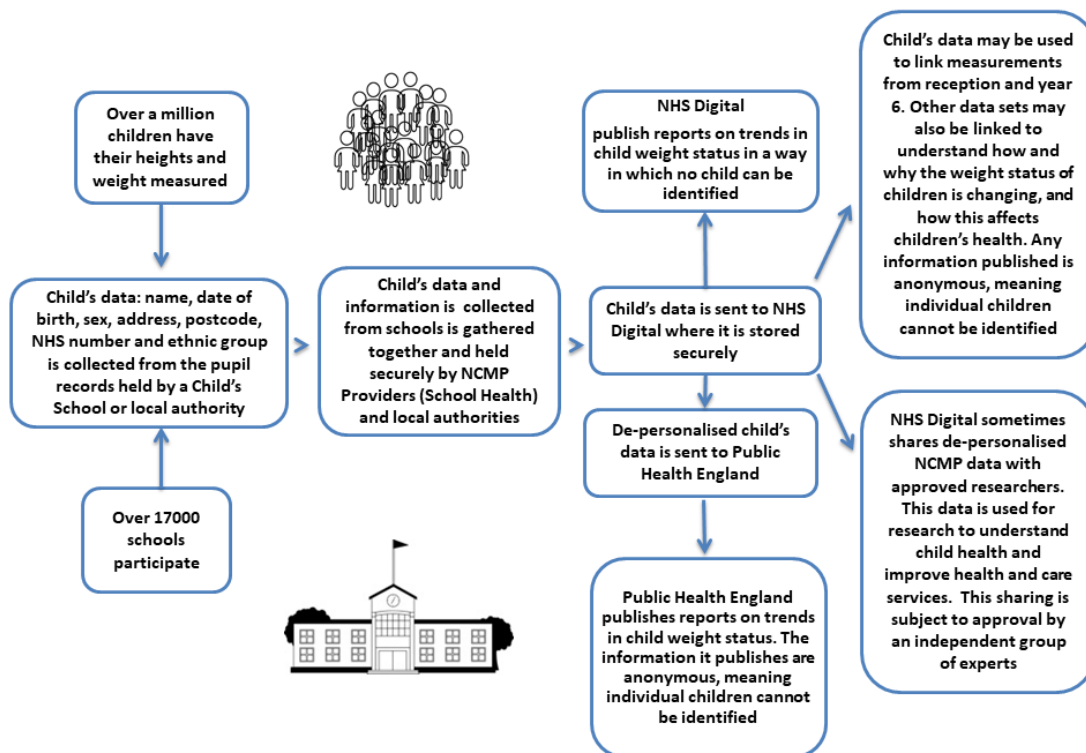 Over a million
children have
their heights and
weight measured
Child's data: name, date of
birth, sex, address, postcode,
NHS number and ethnic group
is collected from the pupil
records held by a Child's
School or local authority
Over 17000
schools
participate
Child's data and
information is  collected
from schools is gathered
together and held
securely by NCMP
Providers (School Health)
and local authorities
NHS Digital
publish reports on trends in
child weight status in a way
in which no child can be
identified
Child's data is sent to NHS
Digital where it is stored
securely
De-personalised child's
data is sent to Public
Health England
Public Health England
publishes reports on trends
in child weight status. The
information it publishes are
anonymous, meaning
individual children cannot
be identified
Child's data may be used
to link measurements
from reception and year
6. Other data sets may
also be linked to
understand how and
why the weight status of
children is changing, and
how this affects
children's health. Any
information published is
anonymous, meaning
individual children
cannot be identified
NHS Digital sometimes
shares de-personalised
NCMP data with
approved researchers.
This data is used for
research to understand
child health and
improve health and care
services.  This sharing is
subject to approval by
an independent group
of experts